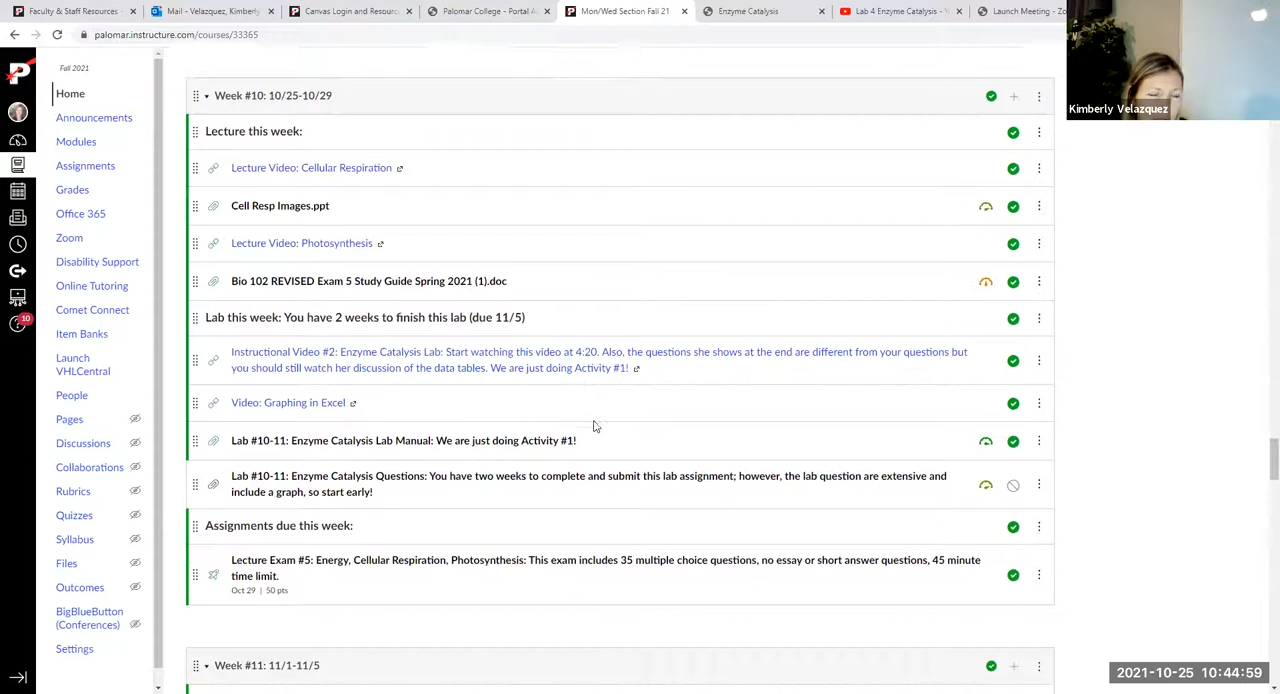 Faculty & Staff Resources -
Mail - Velazquez, Kimberly
Canvas Login and Resourc
Palomar College - Portal A
Mon/Wed Section Fall 21
Enzyme Catalysis
Lab 4 Enzyme Catalysis -
Launch Meeting - Zo
palomar.instructure.com/courses/33365
Kimberly Velazquez
Fall 2021
Home
Announcements
Modules
Assignments
Grades
Office 365
Zoom
Disability Support
Online Tutoring
Comet Connect
Item Banks
Launch
VHLCentral
People
Pages
Discussions
Collaborations
Rubrics
Quizzes
Syllabus
Files
Outcomes
BigBlueButton
(Conferences)
Settings
10
Week #10: 10/25-10/29
Lecture this week:
Lecture Video: Cellular Respiration
Cell Resp Images.ppt
Lecture Video: Photosynthesis
Bio 102 REVISED Exam 5 Study Guide Spring 2021 (1).doc
Lab this week: You have 2 weeks to finish this lab (due 11/5)
Instructional Video #2: Enzyme Catalysis Lab: Start watching this video at 4:20. Also, the questions she shows at the end are different from your questions but
you should still watch her discussion of the data tables. We are just doing Activity #1!
Video: Graphing in Excel
Lab #10-11: Enzyme Catalysis Lab Manual: We are just doing Activity #1!
Lab #10-11: Enzyme Catalysis Questions: You have two weeks to complete and submit this lab assignment; however, the lab question are extensive and
include a graph, so start early!
Assignments due this week:
Lecture Exam #5: Energy, Cellular Respiration, Photosynthesis: This exam includes 35 multiple choice questions, no essay or short answer questions, 45 minute
time limit.
Oct 29 | 50 pts
Week #11: 11/1-11/5
2021-10-25 10:44:59